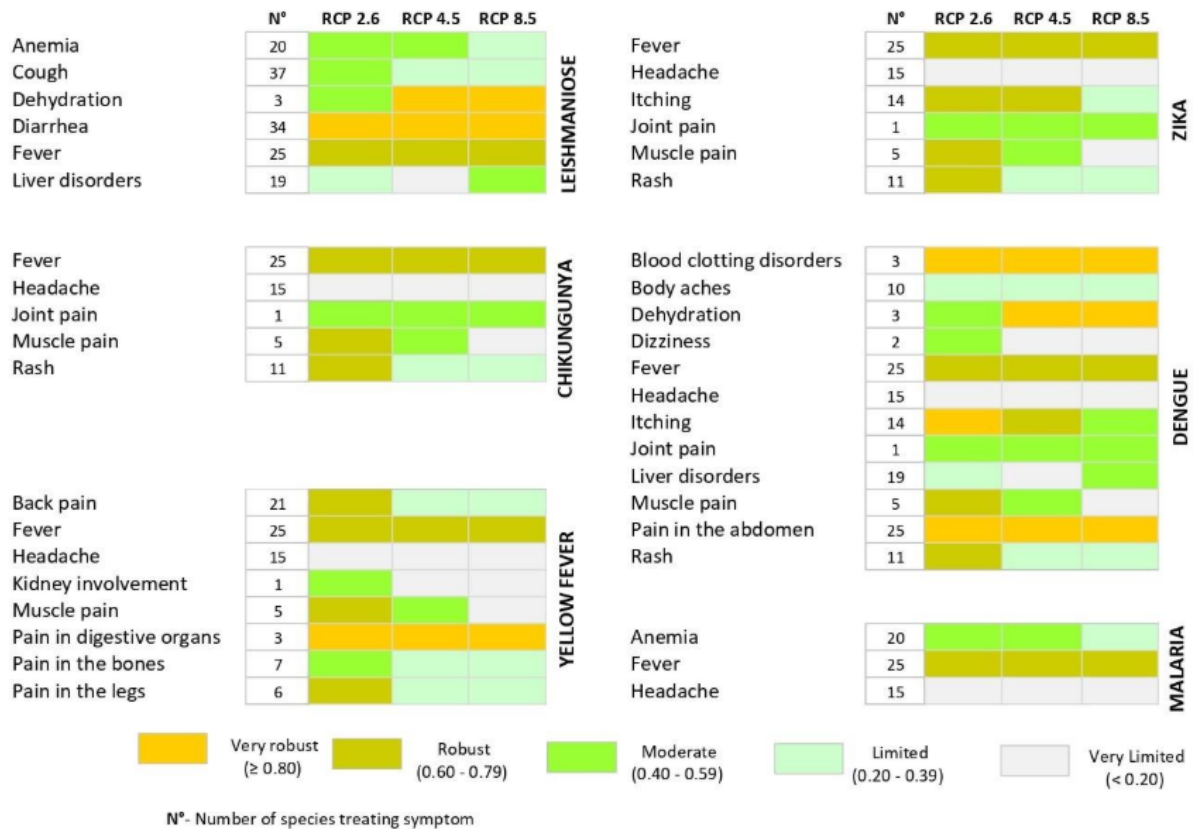 N° RCP 2.6 RCP 4.5 RCP 8.5
Anemia 20
Cough 37
Dehydration 3
Diarrhea 34
Fever 25
Liver disorders 19
LEISHMANIOSE
Fever 25
Headache 15
Joint pain 1
Muscle pain 5
Rash 11
CHIKUNGUNYA
Back pain 21
Fever 25
Headache 15
Kidney involvement 1
Muscle pain 5
Pain in digestive organs 3
Pain in the bones 7
Pain in the legs 6
YELLOW FEVER
N° RCP 2.6 RCP 4.5 RCP 8.5
Fever 25
Headache 15
Itching 14
Joint pain 1
Muscle pain 5
Rash 11
ZIKA
Blood clotting disorders 3
Body aches 10
Dehydration 3
Dizziness 2
Fever 25
Headache 15
Itching 14
Joint pain 1
Liver disorders 19
Muscle pain 5
Pain in the abdomen 25
Rash 11
DENGUE
Anemia 20
Fever 25
Headache 15
MALARIA
Very robust
(≥ 0.80)
Robust
(0.60 - 0.79)
Moderate
(0.40 - 0.59)
Limited
(0.20 - 0.39)
Very Limited
(< 0.20)
N°- Number of species treating symptom